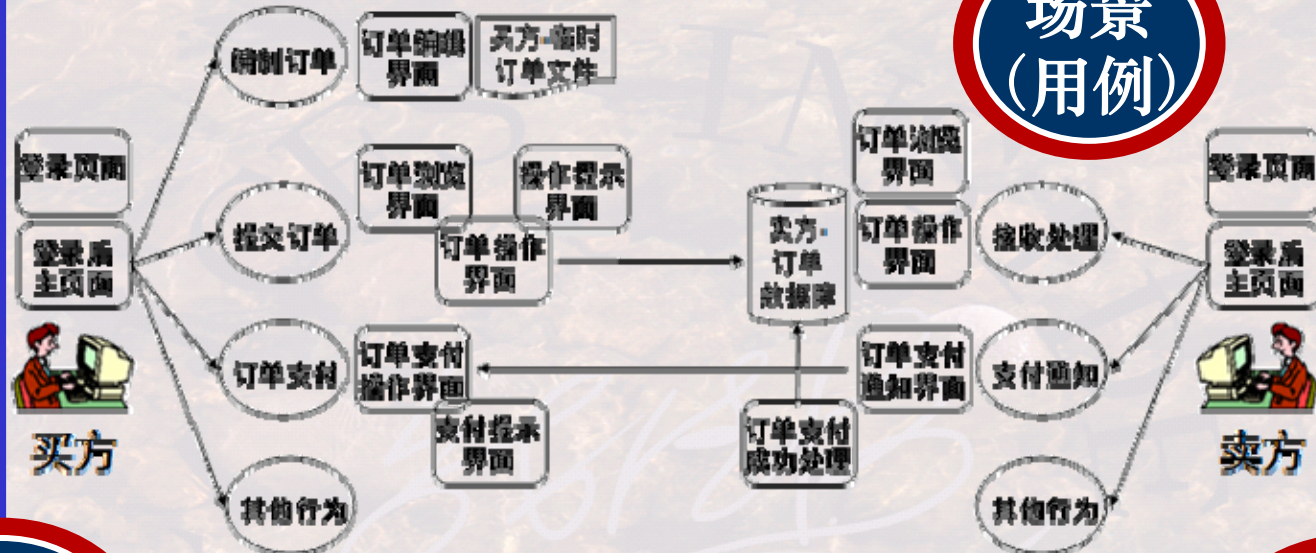 场景
(用例)
编制订单
订单编辑
界面
买方-临时
订单文件
登录页面
登录后
主页面
提交订单
订单浏览
界面
操作提示
界面
订单操作
界面
卖方-
订单
数据库
订单浏览
界面
订单操作
界面
接收处理
登录页面
登录后
主页面
订单支付
订单支付
操作界面
支付提示
界面
订单支付
成功处理
订单支付
通知界面
支付通知
买方
卖方
其他行为
其他行为